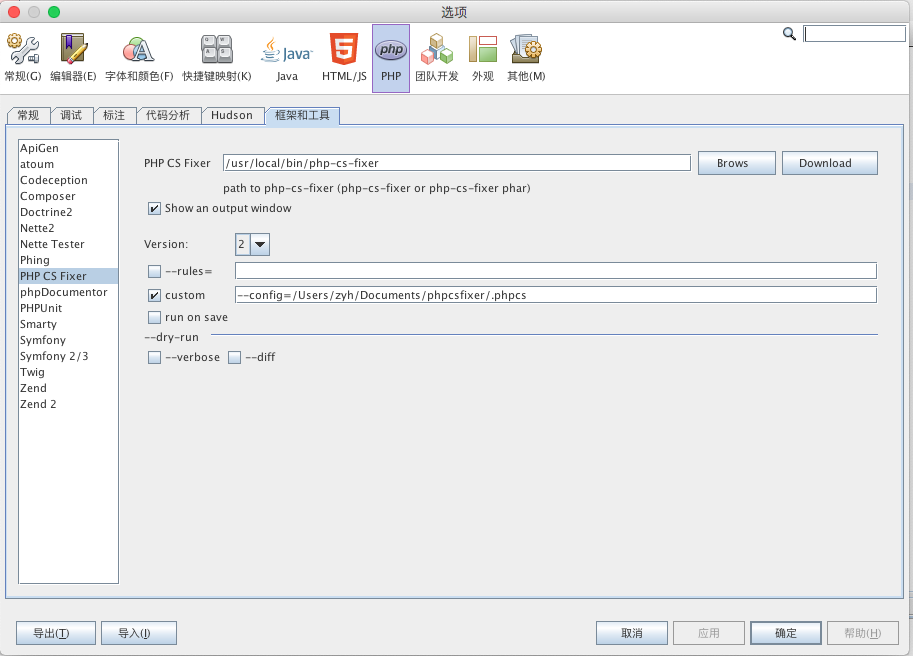 选项
常规(G) 编辑器(E) 字体和颜色(F) 快捷键映射(K) Java HTML/JS PHP 团队开发 外观 其他(M)
常规 调试 标注 代码分析 Hudson 框架和工具
ApiGen
atoum
Codeception
Composer
Doctrine2
Nette2
Nette Tester
Phing
PHP CS Fixer
phpDocumentor
PHPUnit
Smarty
Symfony
Symfony 2/3
Twig
Zend
Zend 2
PHP CS Fixer /usr/local/bin/php-cs-fixer Brows Download
path to php-cs-fixer (php-cs-fixer or php-cs-fixer phar)
Show an output window
Version: 2
--rules=
custom --config=/Users/zyh/Documents/phpcsfixer/.phpcs
run on save
--dry-run
--verbose --diff
导出(T) 导入(I) 取消 应用 确定 帮助(H)